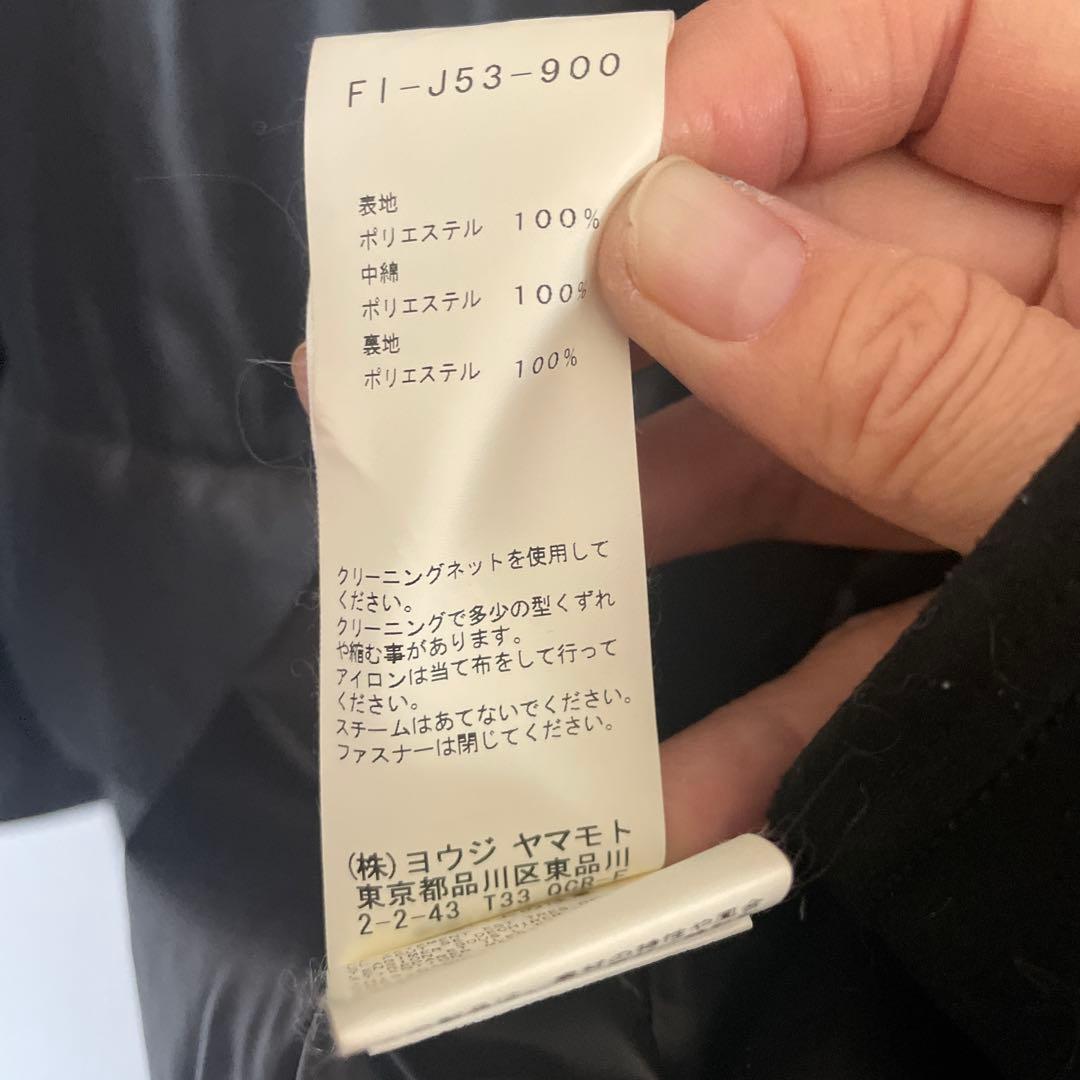 FI-J53-900
表地
ポリエステル 100%
中綿
ポリエステル 100%
裏地
ポリエステル 100%
クリーニングネットを使用して
ください。
クリーニングで多少の型くずれ
や縮む事があります。
アイロンは当て布をして行って
ください。
スチームはあてないでください。
ファスナーは閉じてください。
(株)ヨウジ ヤマモト
東京都品川区東品川
2-2-43 T33 OCR-F